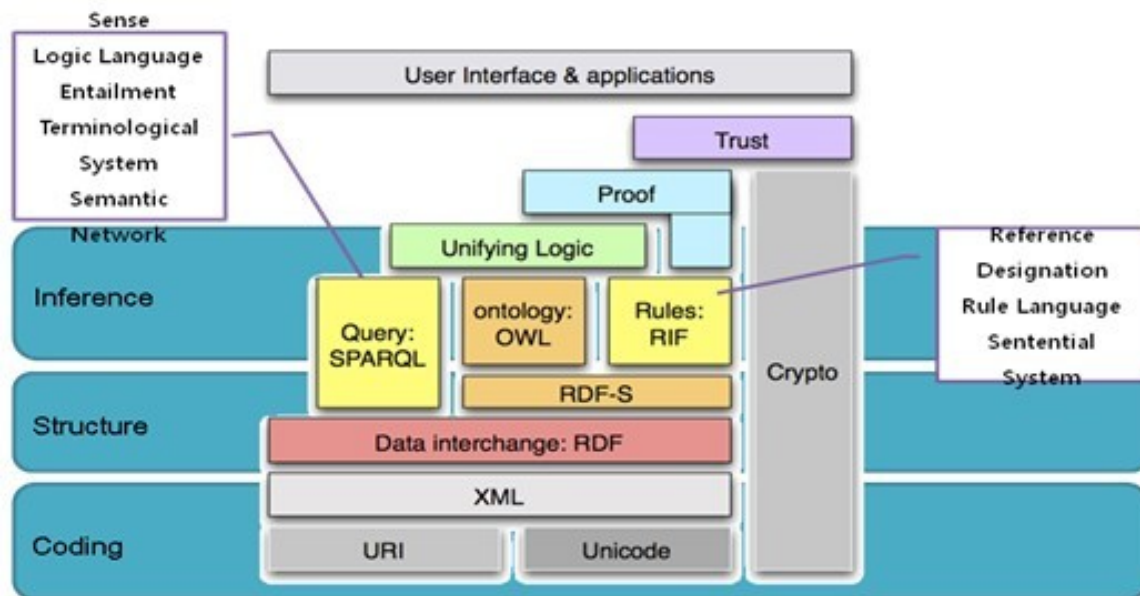 Sense
Logic Language
Entailment
Terminological
System
Semantic
Network
User Interface & applications
Trust
Proof
Unifying Logic
Inference
Query:
SPARQL
ontology:
OWL
Rules:
RIF
Reference
Designation
Rule Language
Sentential
System
Crypto
RDF-S
Structure
Data interchange: RDF
XML
Coding
URI
Unicode